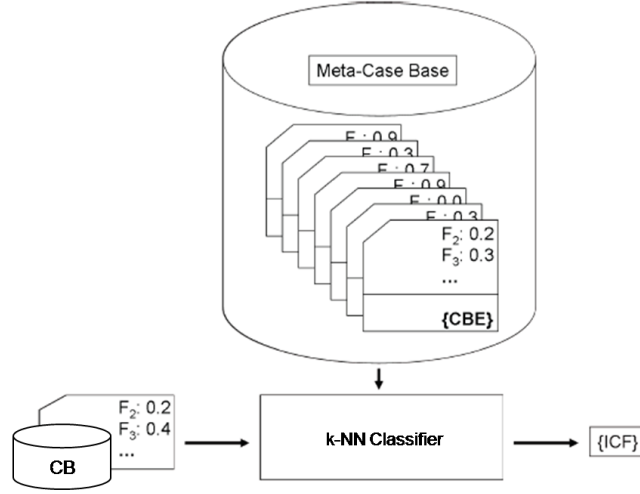 Meta-Case Base
0.9
0.3
0.7
0.9
0.0
0.3
F2: 0.2
F3: 0.3
...
{CBE}
F2: 0.2
F3: 0.4
...
CB
k-NN Classifier
{ICF}